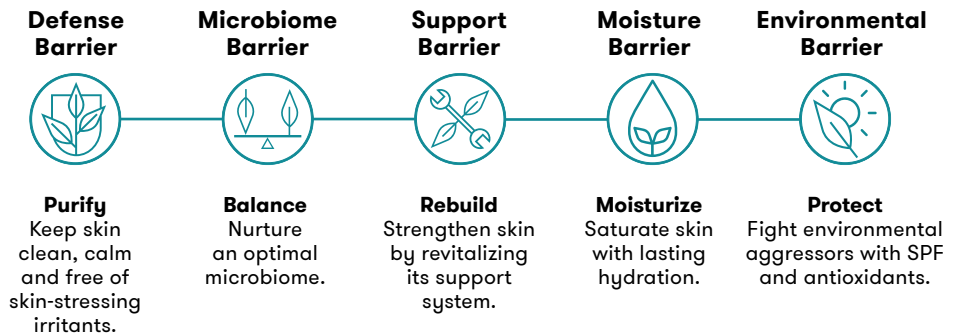 Defense
Barrier
Microbiome
Barrier
Support
Barrier
Moisture
Barrier
Environmental
Barrier
Purify
Keep skin
clean, calm
and free of
skin-stressing
irritants.
Balance
Nurture
an optimal
microbiome.
Rebuild
Strengthen skin
by revitalizing
its support
system.
Moisturize
Saturate skin
with lasting
hydration.
Protect
Fight environmental
aggressors with SPF
and antioxidants.